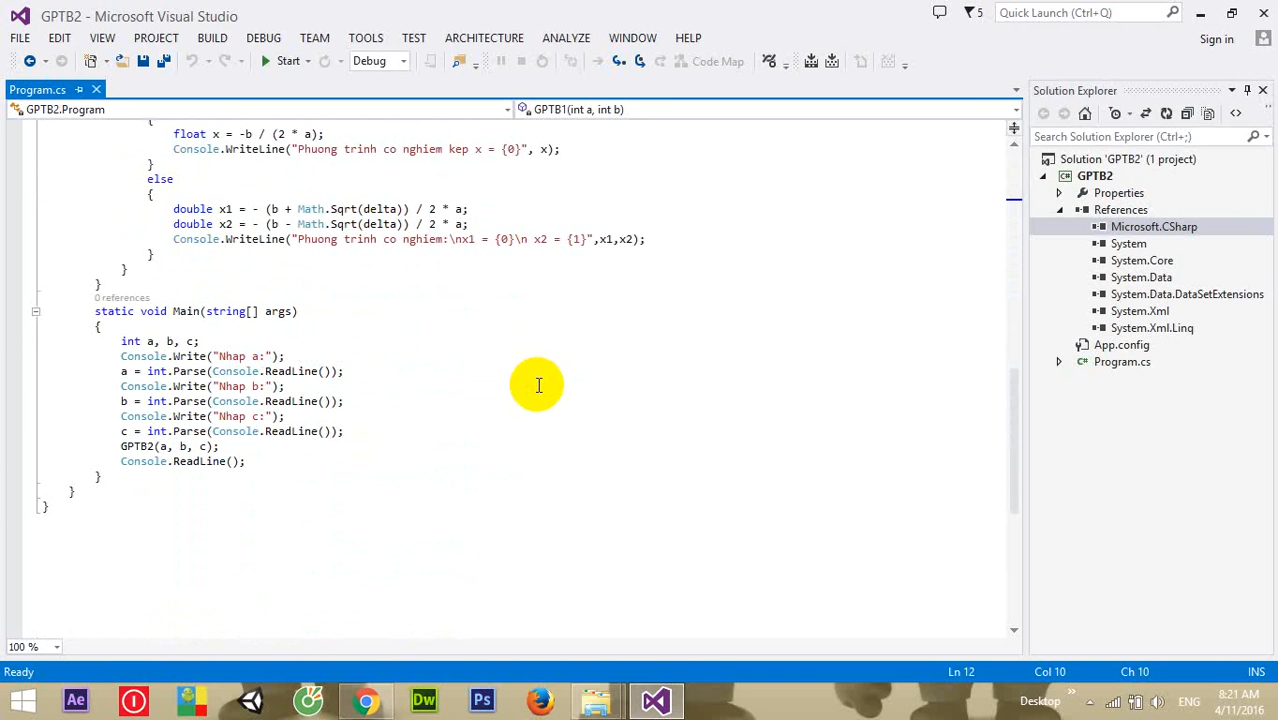 GPTB2 - Microsoft Visual Studio
5
Quick Launch (Ctrl+Q)
FILE EDIT VIEW PROJECT BUILD DEBUG TEAM TOOLS TEST ARCHITECTURE ANALYZE WINDOW HELP
Sign in
Start Debug Code Map
Program.cs
GPTB2.Program GPTB1(int a, int b)
{
float x = -b / (2 * a);
Console.WriteLine("Phuong trinh co nghiem kep x = {0}", x);
}
else
{
double x1 = - (b + Math.Sqrt(delta)) / 2 * a;
double x2 = - (b - Math.Sqrt(delta)) / 2 * a;
Console.WriteLine("Phuong trinh co nghiem:\nx1 = {0}\n x2 = {1}",x1,x2);
}
}
}
0 references
static void Main(string[] args)
{
int a, b, c;
Console.Write("Nhap a:");
a = int.Parse(Console.ReadLine());
Console.Write("Nhap b:");
b = int.Parse(Console.ReadLine());
Console.Write("Nhap c:");
c = int.Parse(Console.ReadLine());
GPTB2(a, b, c);
Console.ReadLine();
}
}
}
100 %
Solution Explorer
Search Solution Explorer (Ctrl+;)
Solution 'GPTB2' (1 project)
C# GPTB2
Properties
References
Microsoft.CSharp
System
System.Core
System.Data
System.Data.DataSetExtensions
System.Xml
System.Xml.Linq
App.config
C# Program.cs
Ready Ln 12 Col 10 Ch 10 INS
Ae Dw Ps
Desktop ENG
8:21 AM
4/11/2016